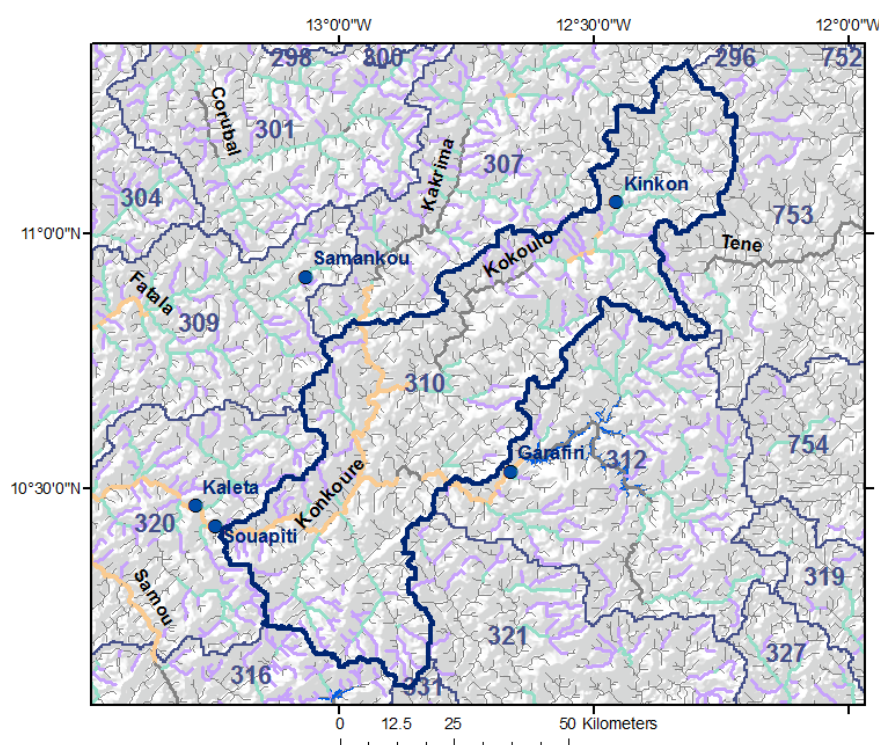 13°0'0"W 12°30'0"W 12°0'0"W
298 300 296 752
Corubal
301
Kakrima
307
304
Kinkon
753
11°0'0"N
Kokoulo
Tene
Samankou
Fatala
309
310
754
Garafiri
312
10°30'0"N
Kaleta
Konkoure
320
Souapiti
319
Samou
321
327
316
331
0 12.5 25 50 Kilometers